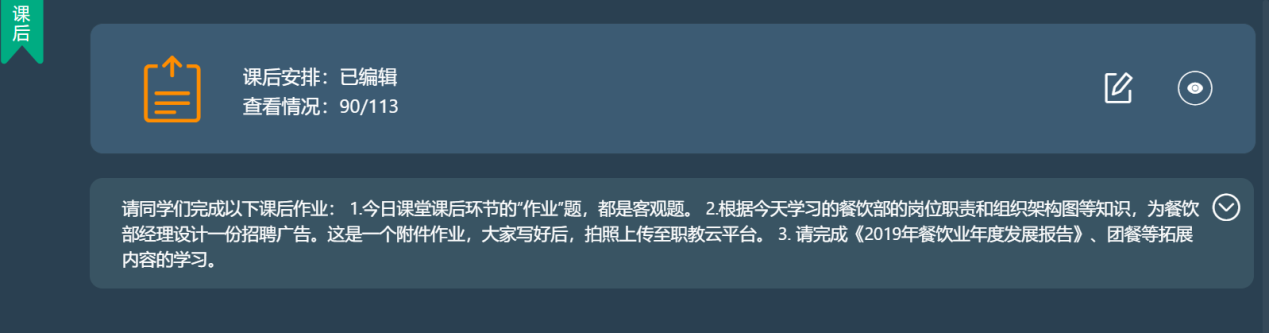 课后
课后安排：已编辑
查看情况：90/113
请同学们完成以下课后作业： 1.今日课堂课后环节的“作业”题，都是客观题。 2.根据今天学习的餐饮部的岗位职责和组织架构图等知识，为餐饮
部经理设计一份招聘广告。这是一个附件作业，大家写好后，拍照上传至职教云平台。 3. 请完成《2019年餐饮业年度发展报告》、团餐等拓展
内容的学习。